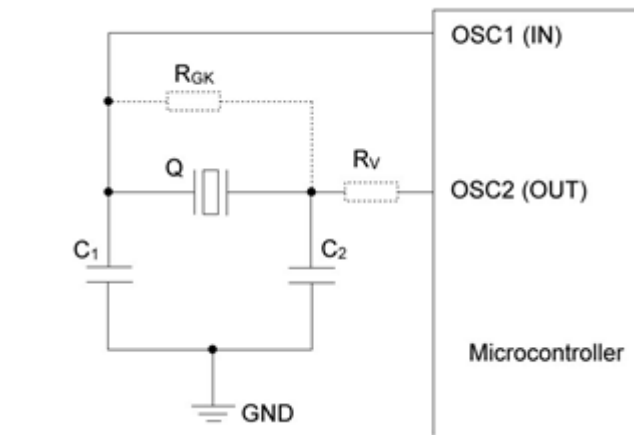 OSC1 (IN)
RGK
Q
RV
OSC2 (OUT)
C1
C2
Microcontroller
GND